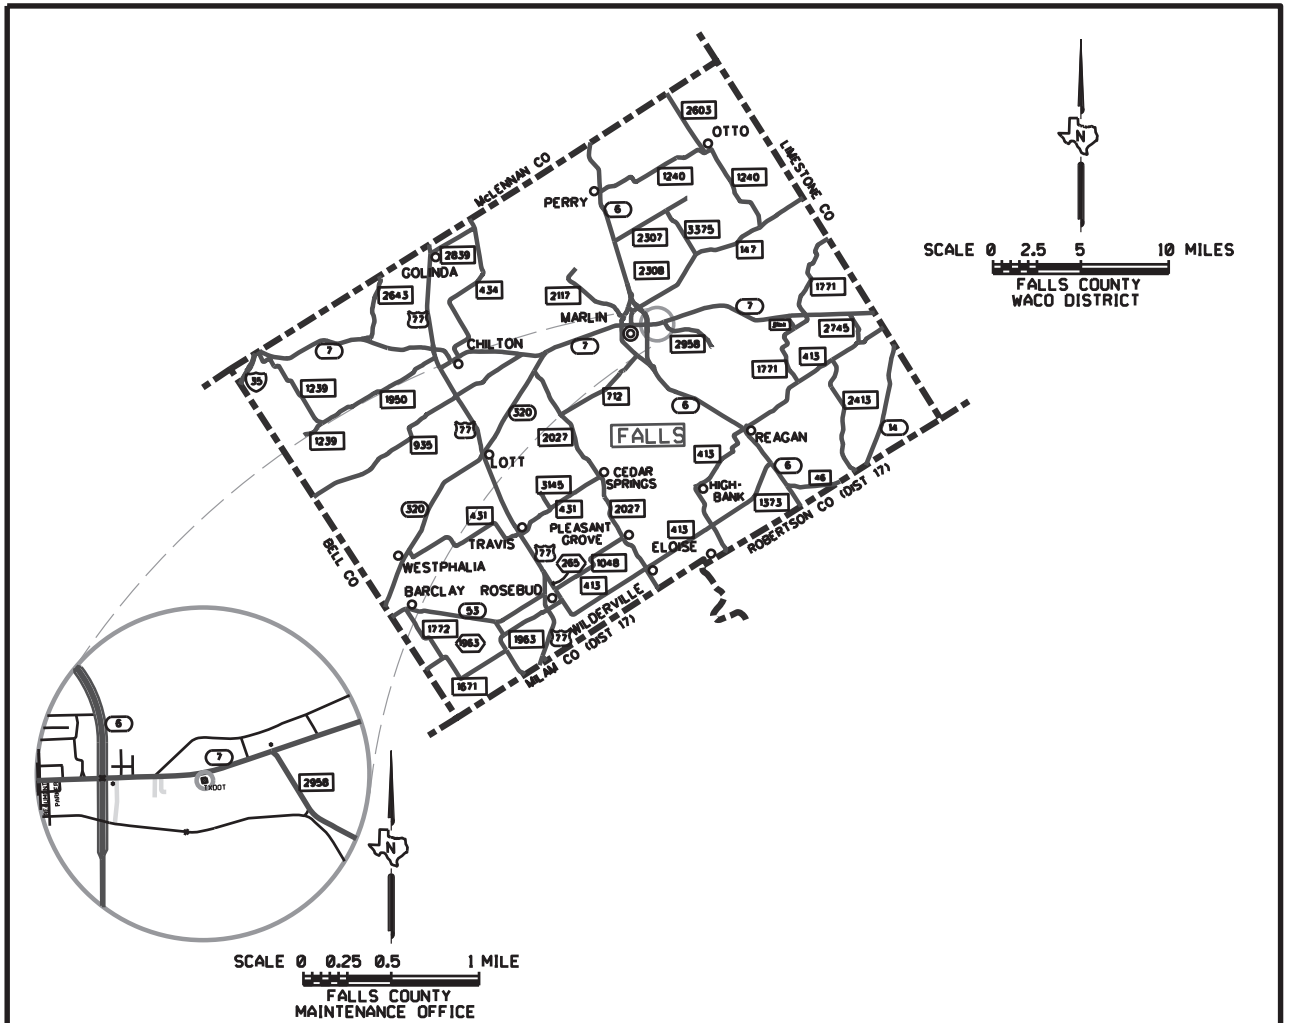 2603
OTTO
McLENNAN CO
LIMESTONE CO
N
1240
1240
PERRY
6
3375
2307
147
2308
SCALE 0 2.5 5 10 MILES
FALLS COUNTY
WACO DISTRICT
2839
GOLINDA
434
2643
77
2117
MARLIN
7
1771
2745
7
CHILTON
7
2958
413
1771
35
1239
1950
712
320
6
2413
14
1239
935
77
2027
FALLS
REAGAN
LOTT
413
6
CEDAR
SPRINGS
46
3145
HIGH-
BANK
1373
320
431
431
2027
ROBERTSON CO (DIST 17)
PLEASANT
GROVE
413
TRAVIS
77
ELOISE
BELL CO
WESTPHALIA
265
1048
413
BARCLAY
ROSEBUD
53
WILDERVILLE
1772
1963
1963
77
MILAM CO (DIST 17)
1671
6
7
2958
TXDOT
N
SCALE 0 0.25 0.5 1 MILE
FALLS COUNTY
MAINTENANCE OFFICE